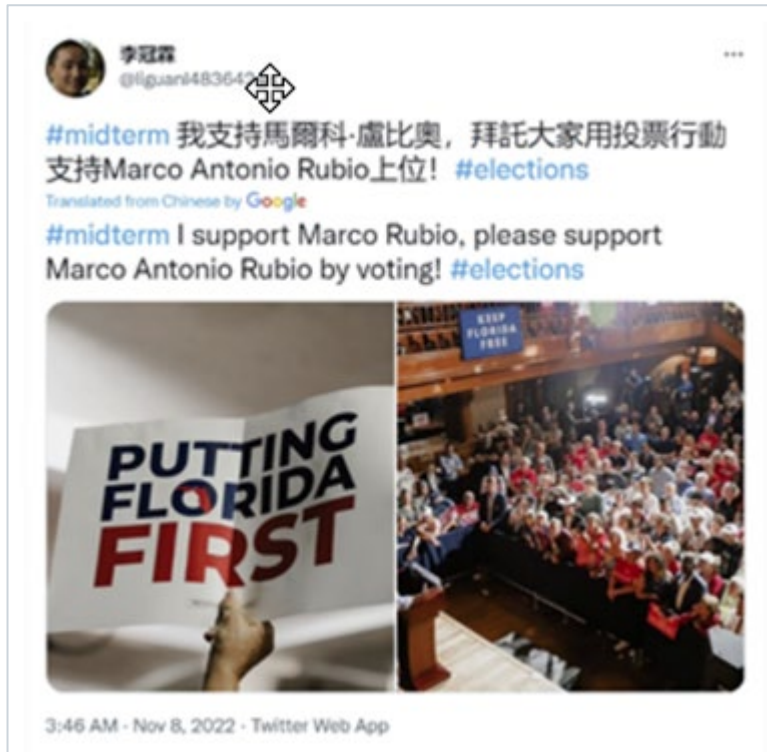 李冠霖
@liguanl48364
#midterm 我支持馬爾科·盧比奧，拜託大家用投票行動
支持Marco Antonio Rubio上位！ #elections
Translated from Chinese by Google
#midterm I support Marco Rubio, please support
Marco Antonio Rubio by voting! #elections
PUTTING
FLORIDA
FIRST
KEEP
FLORIDA
FREE
3:46 AM · Nov 8, 2022 · Twitter Web App